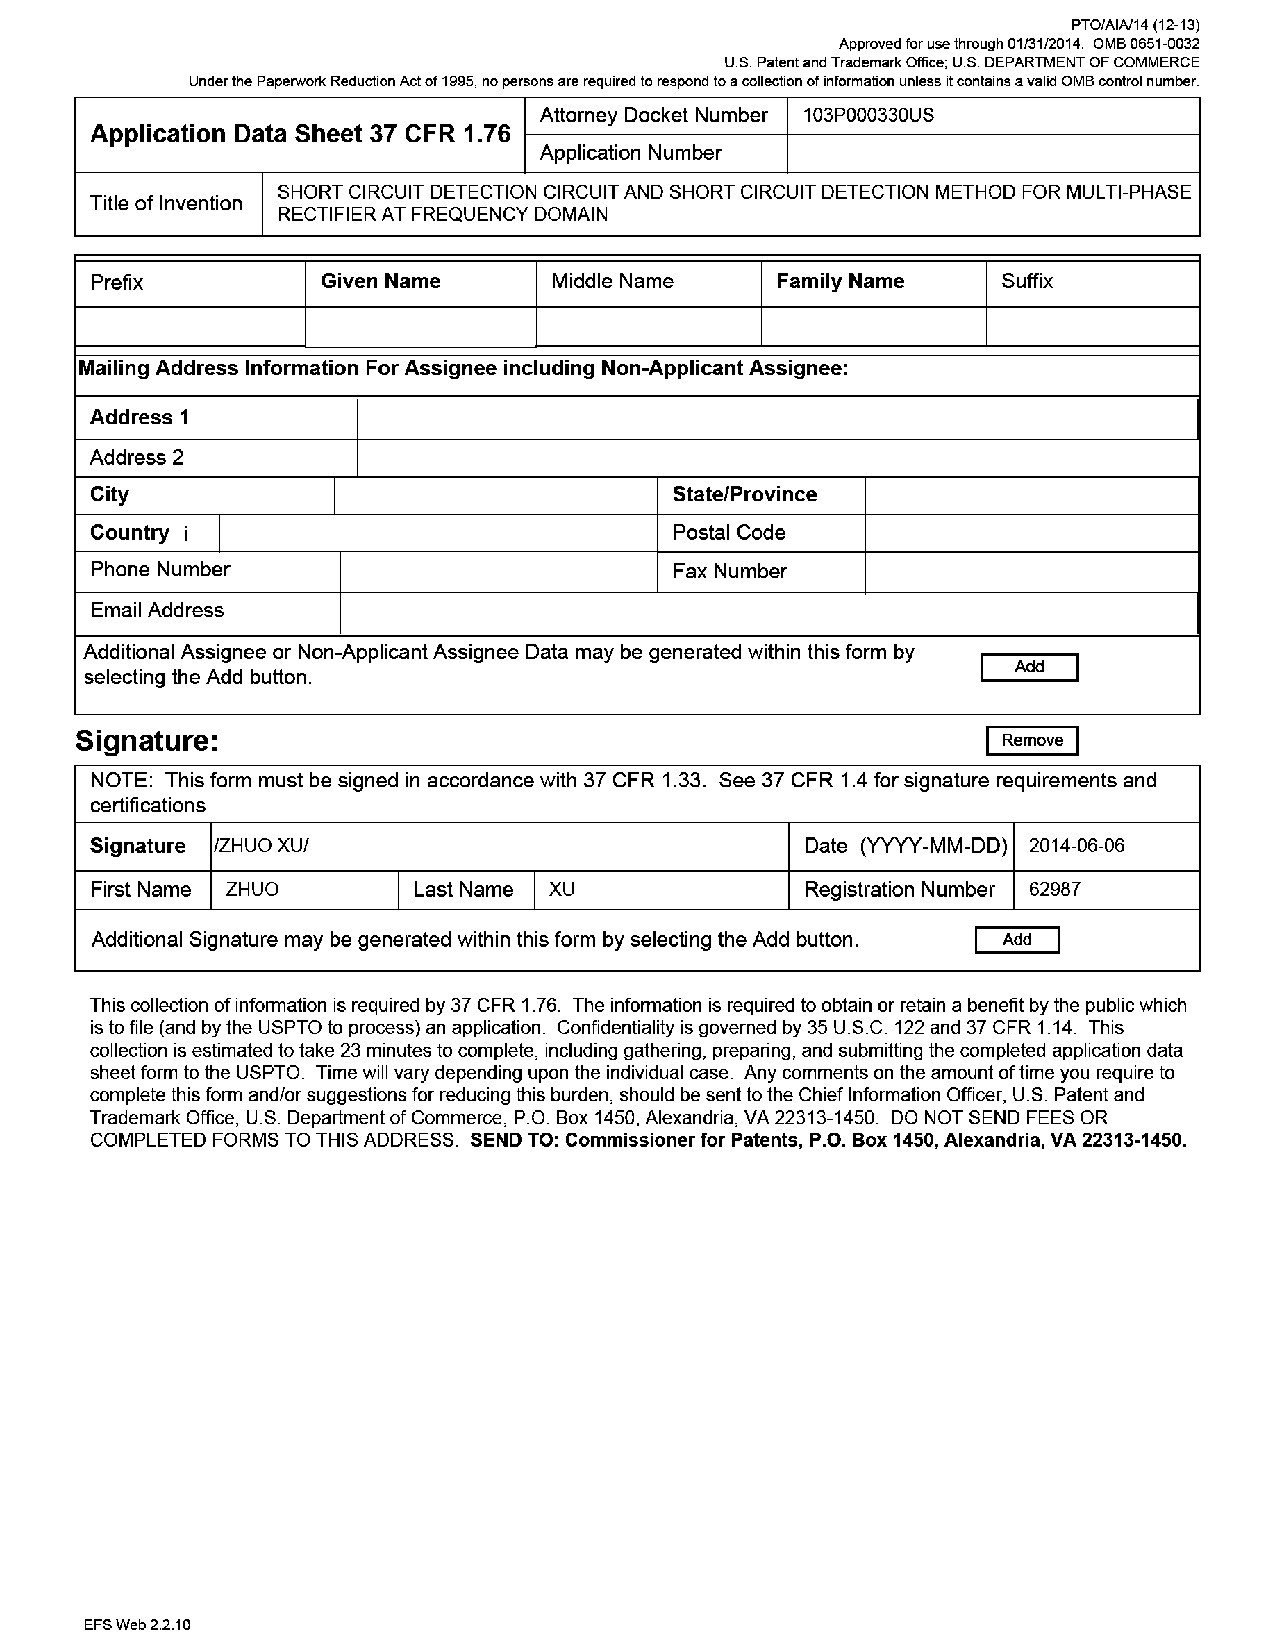 PTO/AIA/14 (12-13)
Approved for use through 01/31/2014. OMB 0651-0032
U.S. Patent and Trademark Office; U.S. DEPARTMENT OF COMMERCE
Under the Paperwork Reduction Act of 1995, no persons are required to respond to a collection of information unless it contains a valid OMB control number.
Application Data Sheet 37 CFR 1.76
Attorney Docket Number 103P000330US
Application Number
Title of Invention
SHORT CIRCUIT DETECTION CIRCUIT AND SHORT CIRCUIT DETECTION METHOD FOR MULTI-PHASE
RECTIFIER AT FREQUENCY DOMAIN
Prefix Given Name Middle Name Family Name Suffix
Mailing Address Information For Assignee including Non-Applicant Assignee:
Address 1
Address 2
City State/Province
Country i Postal Code
Phone Number Fax Number
Email Address
Additional Assignee or Non-Applicant Assignee Data may be generated within this form by
selecting the Add button.
Add
Signature:
Remove
NOTE: This form must be signed in accordance with 37 CFR 1.33. See 37 CFR 1.4 for signature requirements and
certifications
Signature /ZHUO XU/ Date (YYYY-MM-DD) 2014-06-06
First Name ZHUO Last Name XU Registration Number 62987
Additional Signature may be generated within this form by selecting the Add button. Add
This collection of information is required by 37 CFR 1.76. The information is required to obtain or retain a benefit by the public which
is to file (and by the USPTO to process) an application. Confidentiality is governed by 35 U.S.C. 122 and 37 CFR 1.14. This
collection is estimated to take 23 minutes to complete, including gathering, preparing, and submitting the completed application data
sheet form to the USPTO. Time will vary depending upon the individual case. Any comments on the amount of time you require to
complete this form and/or suggestions for reducing this burden, should be sent to the Chief Information Officer, U.S. Patent and
Trademark Office, U.S. Department of Commerce, P.O. Box 1450, Alexandria, VA 22313-1450. DO NOT SEND FEES OR
COMPLETED FORMS TO THIS ADDRESS. SEND TO: Commissioner for Patents, P.O. Box 1450, Alexandria, VA 22313-1450.
EFS Web 2.2.10